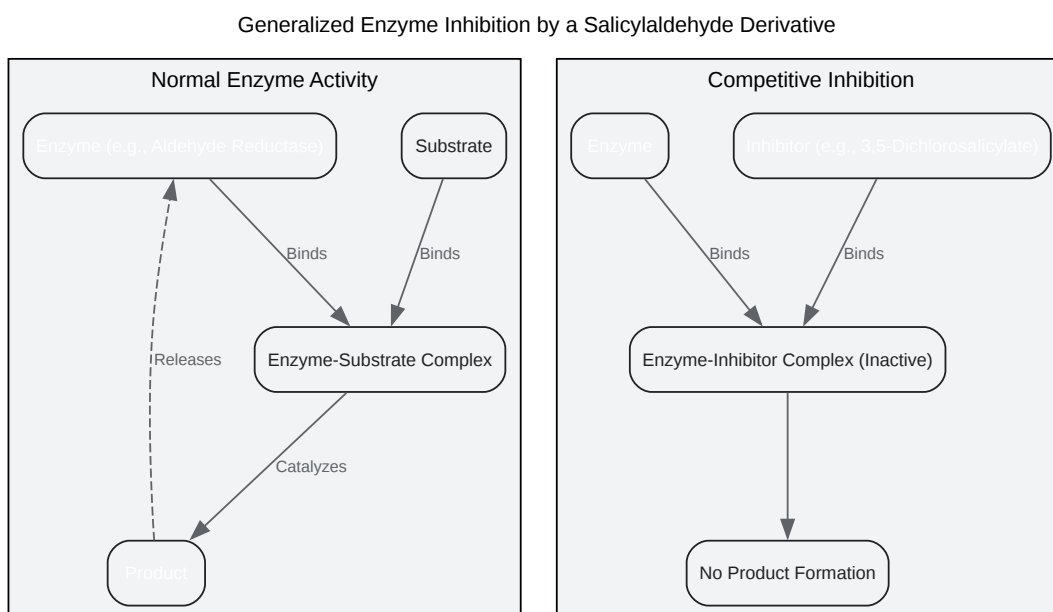 Generalized Enzyme Inhibition by a Salicylaldehyde Derivative
Normal Enzyme Activity
Enzyme (e.g., Aldehyde Reductase)
Substrate
Binds
Binds
Enzyme-Substrate Complex
Releases
Catalyzes
Product
Competitive Inhibition
Enzyme
Inhibitor (e.g., 3,5-Dichlorosalicylate)
Binds
Binds
Enzyme-Inhibitor Complex (Inactive)
No Product Formation